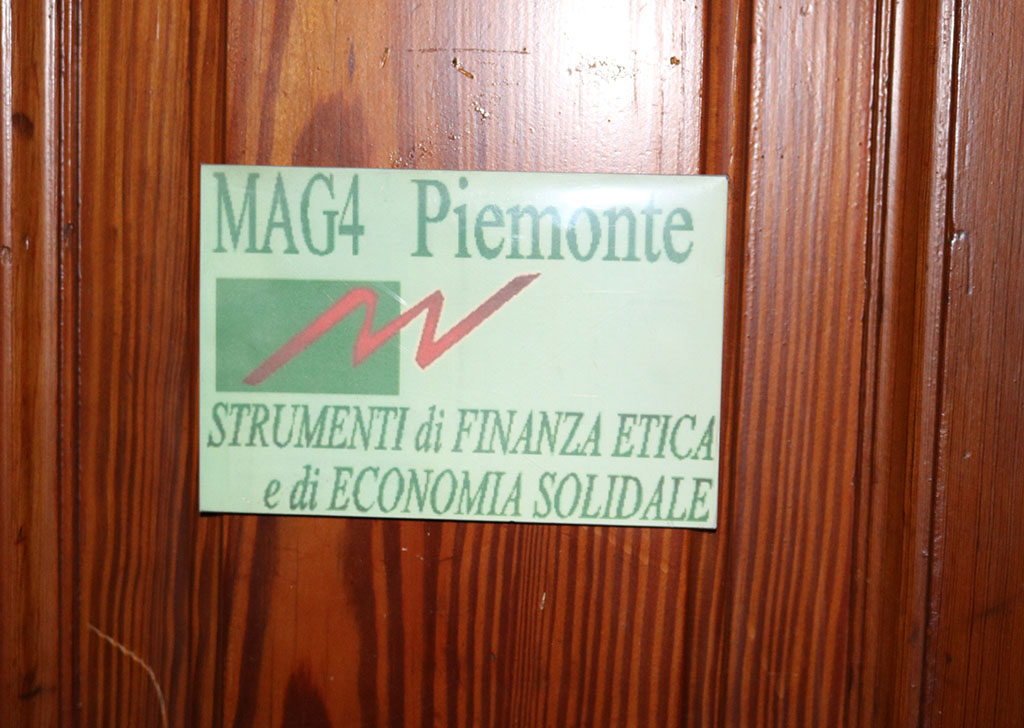 MAG4 Piemonte
STRUMENTI di FINANZA ETICA
e di ECONOMIA SOLIDALE